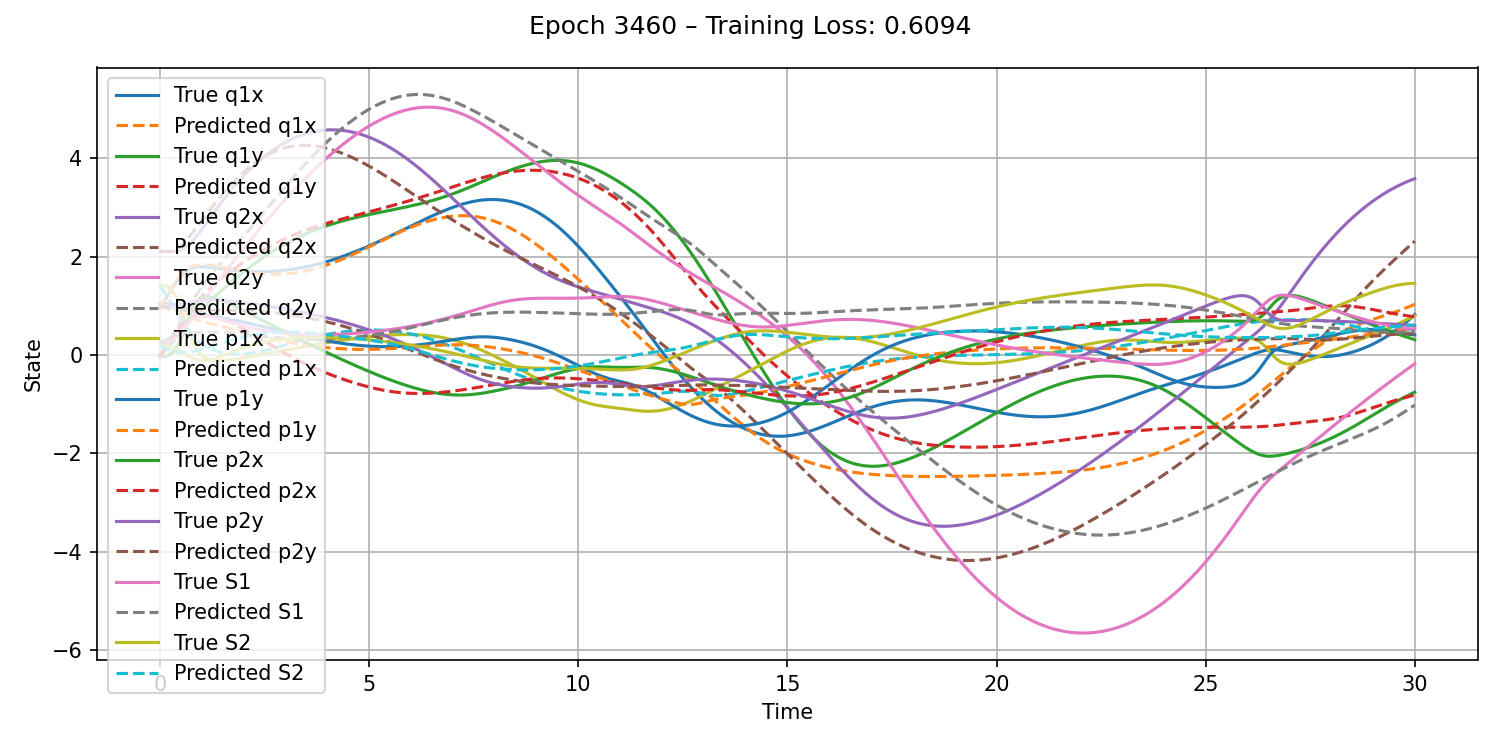 Epoch 3460 – Training Loss: 0.6094
True q1x
Predicted q1x
True q1y
Predicted q1y
True q2x
Predicted q2x
True q2y
Predicted q2y
True p1x
Predicted p1x
True p1y
Predicted p1y
True p2x
Predicted p2x
True p2y
Predicted p2y
True S1
Predicted S1
True S2
Predicted S2
State
4
2
0
−2
−4
−6
0
5
10
15
20
25
30
Time